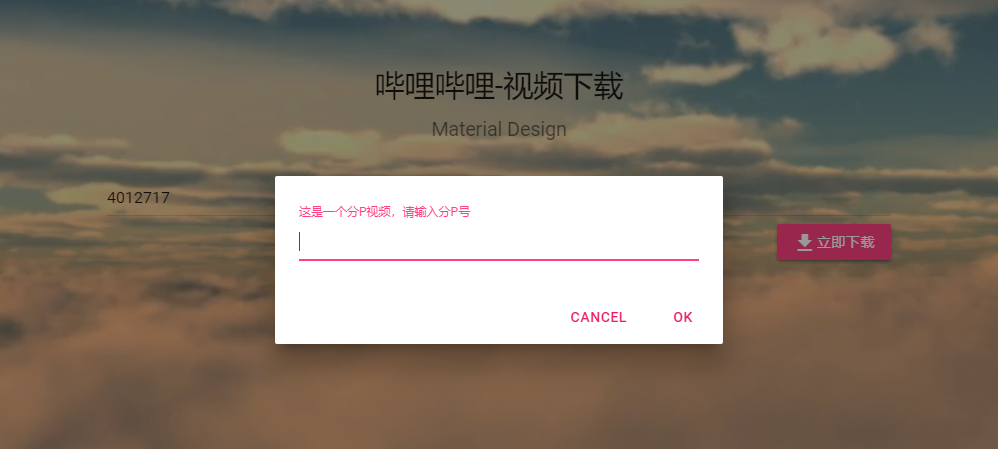 哔哩哔哩-视频下载
Material Design
4012717
这是一个分P视频，请输入分P号
立即下载
CANCEL
OK